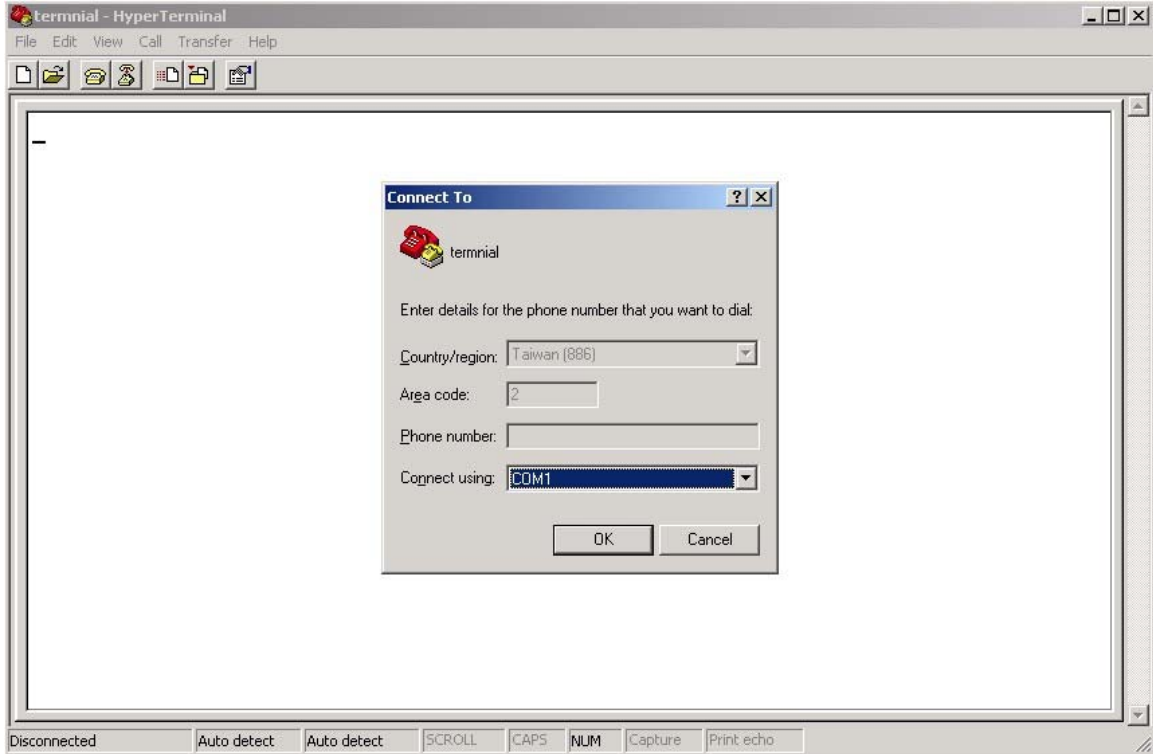 termnial - HyperTerminal
File Edit View Call Transfer Help
Connect To
termnial
Enter details for the phone number that you want to dial:
Country/region: Taiwan (886)
Area code: 2
Phone number:
Connect using: COM1
OK Cancel
Disconnected Auto detect Auto detect SCROLL CAPS NUM Capture Print echo